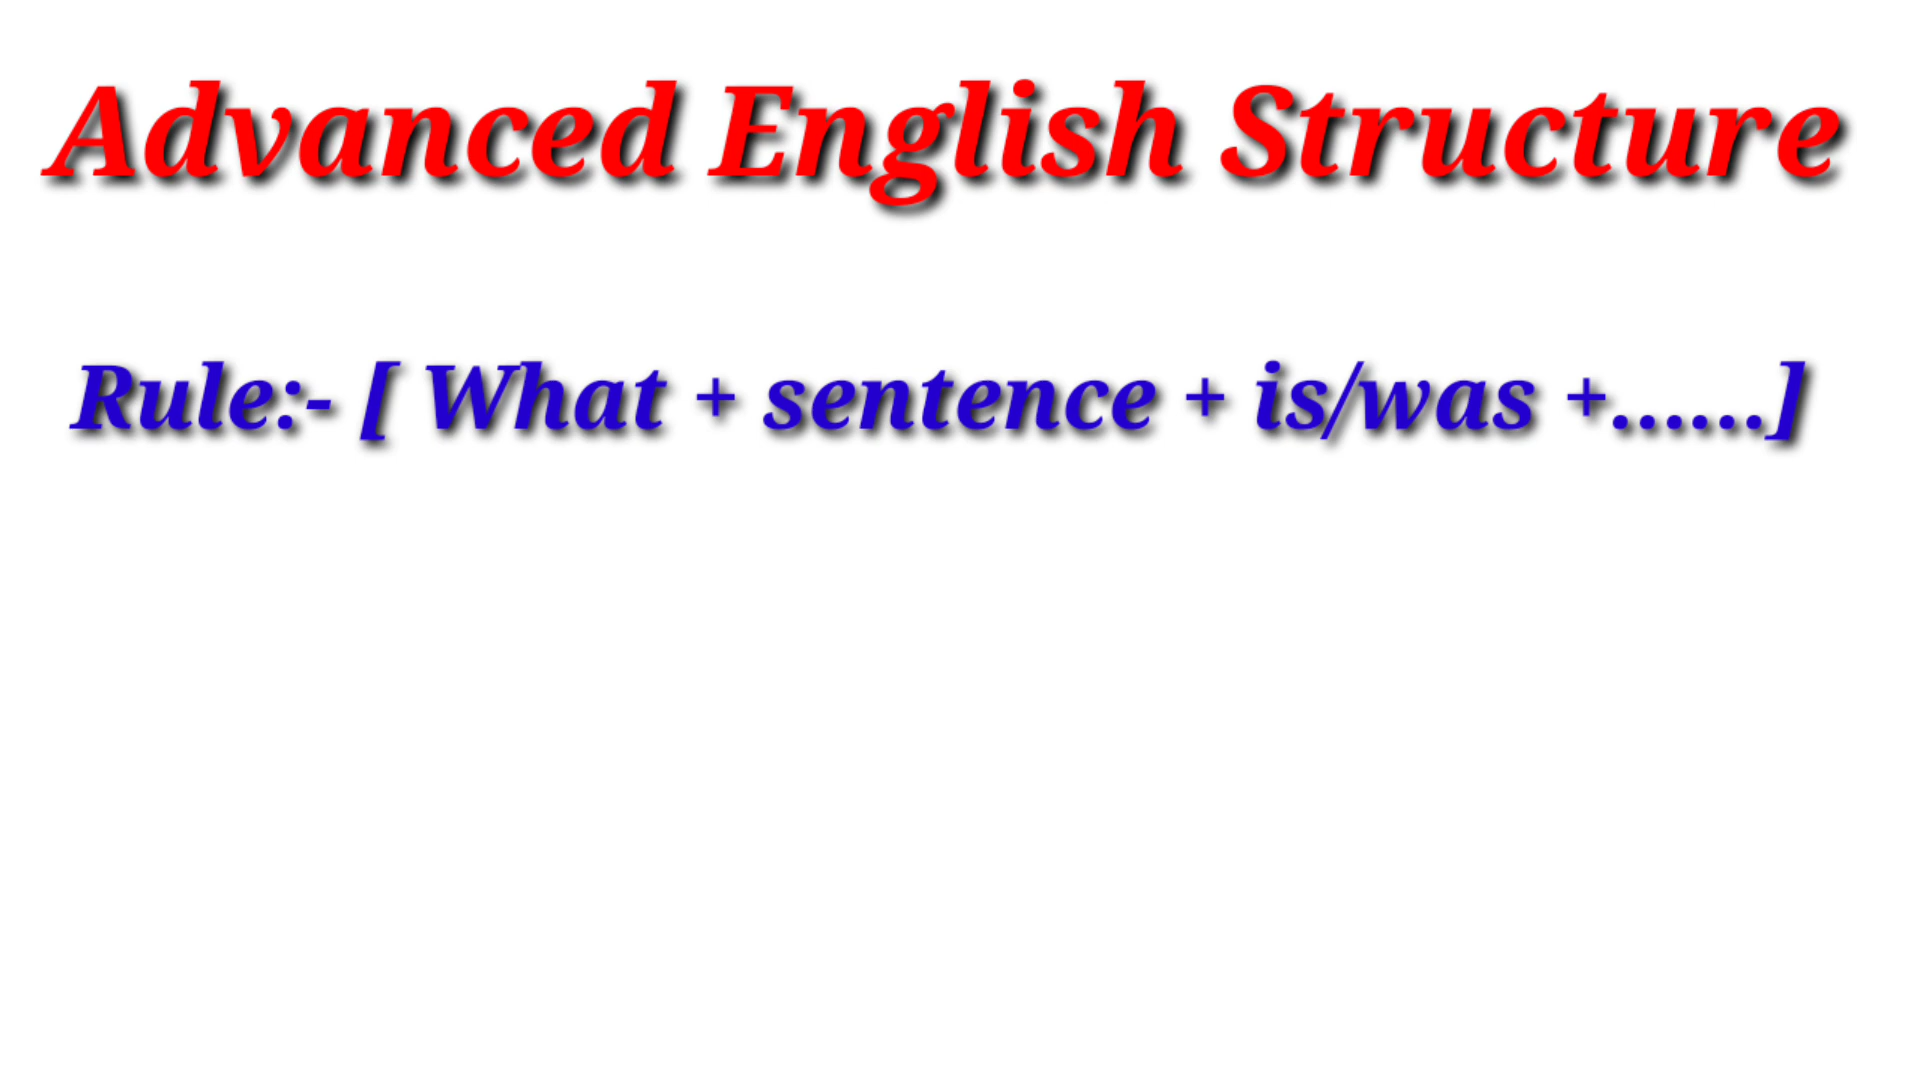 Advanced English Structure
Rule:- [ What + sentence + is/was +......]